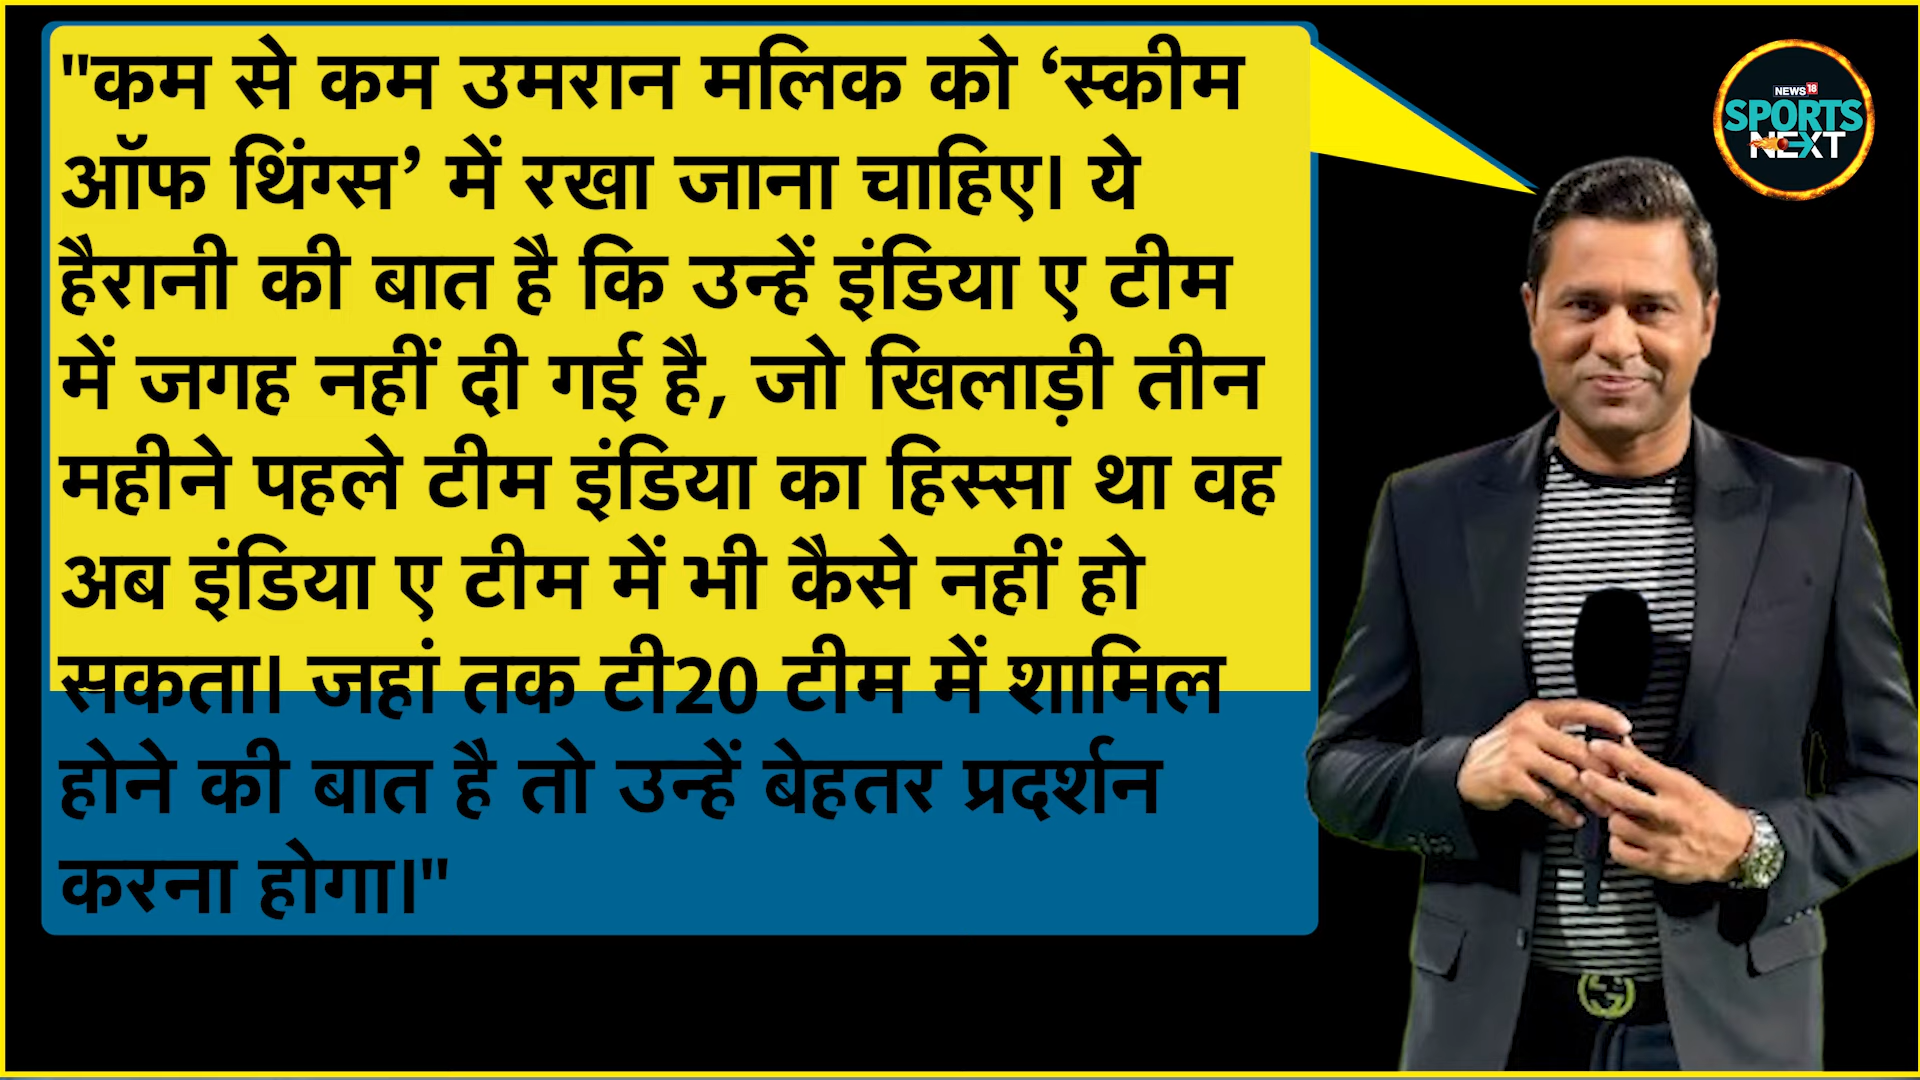 "कम से कम उमरान मलिक को ‘स्कीम
ऑफ थिंग्स’ में रखा जाना चाहिए। ये
हैरानी की बात है कि उन्हें इंडिया ए टीम
में जगह नहीं दी गई है, जो खिलाड़ी तीन
महीने पहले टीम इंडिया का हिस्सा था वह
अब इंडिया ए टीम में भी कैसे नहीं हो
सकता। जहां तक टी20 टीम में शामिल
होने की बात है तो उन्हें बेहतर प्रदर्शन
करना होगा।"
NEWS18
SPORTS
NEXT